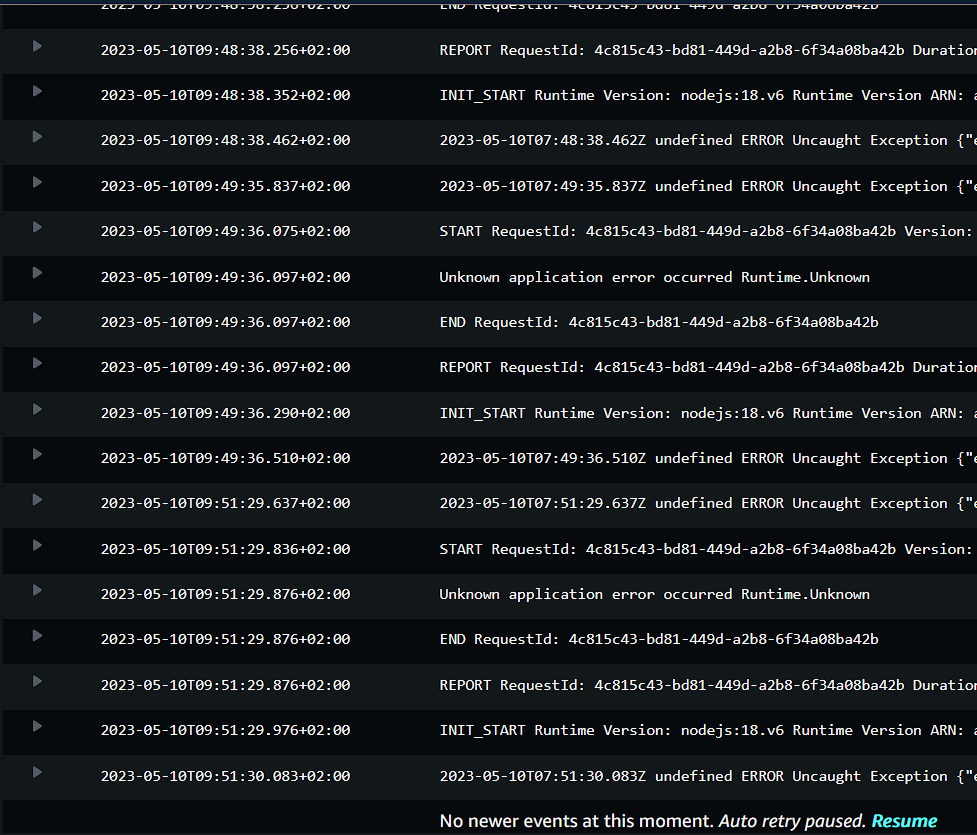 2023-05-10T09:48:38.256+02:00 END RequestId: 4c815c43-bd81-449d-a2b8-6f34a08ba42b
2023-05-10T09:48:38.256+02:00 REPORT RequestId: 4c815c43-bd81-449d-a2b8-6f34a08ba42b Duration
2023-05-10T09:48:38.352+02:00 INIT_START Runtime Version: nodejs:18.v6 Runtime Version ARN: a
2023-05-10T09:48:38.462+02:00 2023-05-10T07:48:38.462Z undefined ERROR Uncaught Exception {"e
2023-05-10T09:49:35.837+02:00 2023-05-10T07:49:35.837Z undefined ERROR Uncaught Exception {"e
2023-05-10T09:49:36.075+02:00 START RequestId: 4c815c43-bd81-449d-a2b8-6f34a08ba42b Version:
2023-05-10T09:49:36.097+02:00 Unknown application error occurred Runtime.Unknown
2023-05-10T09:49:36.097+02:00 END RequestId: 4c815c43-bd81-449d-a2b8-6f34a08ba42b
2023-05-10T09:49:36.097+02:00 REPORT RequestId: 4c815c43-bd81-449d-a2b8-6f34a08ba42b Duration
2023-05-10T09:49:36.290+02:00 INIT_START Runtime Version: nodejs:18.v6 Runtime Version ARN: a
2023-05-10T09:49:36.510+02:00 2023-05-10T07:49:36.510Z undefined ERROR Uncaught Exception {"e
2023-05-10T09:51:29.637+02:00 2023-05-10T07:51:29.637Z undefined ERROR Uncaught Exception {"e
2023-05-10T09:51:29.836+02:00 START RequestId: 4c815c43-bd81-449d-a2b8-6f34a08ba42b Version:
2023-05-10T09:51:29.876+02:00 Unknown application error occurred Runtime.Unknown
2023-05-10T09:51:29.876+02:00 END RequestId: 4c815c43-bd81-449d-a2b8-6f34a08ba42b
2023-05-10T09:51:29.876+02:00 REPORT RequestId: 4c815c43-bd81-449d-a2b8-6f34a08ba42b Duration
2023-05-10T09:51:29.976+02:00 INIT_START Runtime Version: nodejs:18.v6 Runtime Version ARN: a
2023-05-10T09:51:30.083+02:00 2023-05-10T07:51:30.083Z undefined ERROR Uncaught Exception {"e
No newer events at this moment. Auto retry paused. Resume